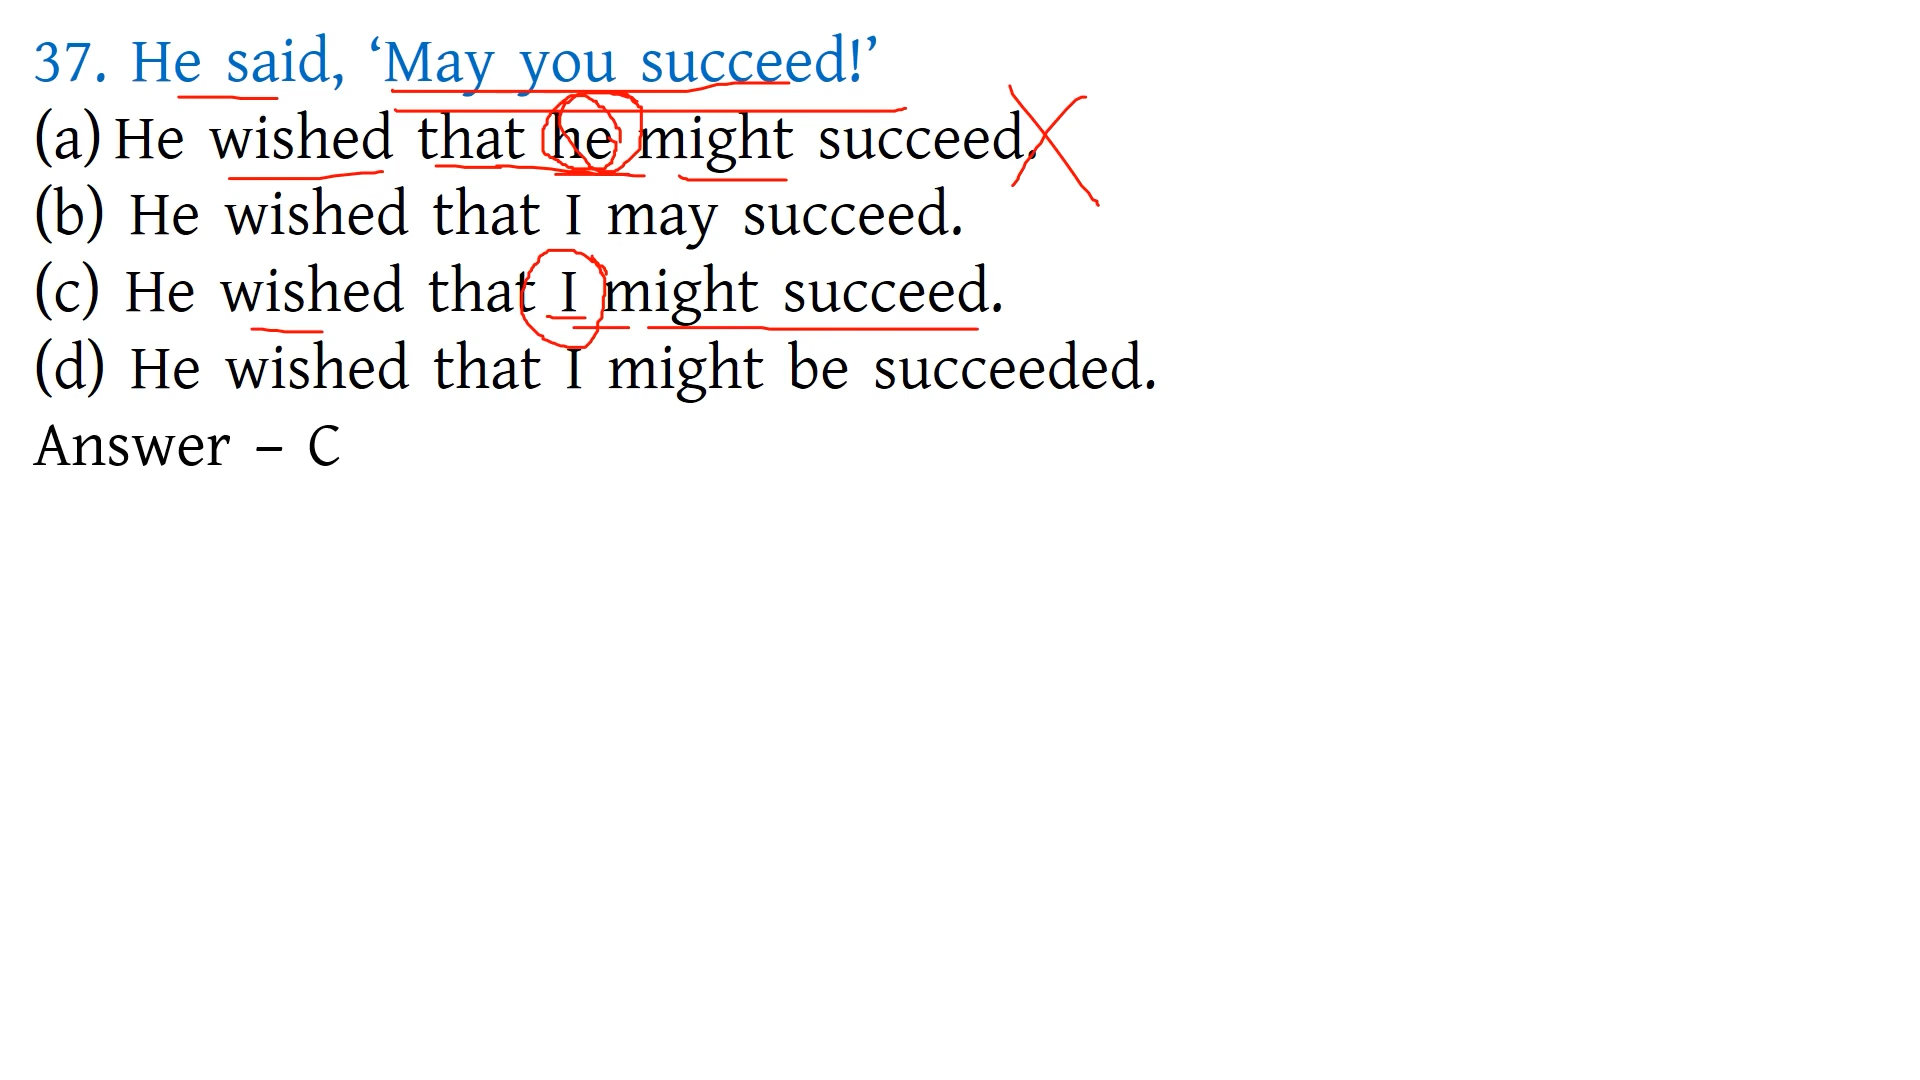 37. He said, ‘May you succeed!’
(a) He wished that he might succeed.
(b) He wished that I may succeed.
(c) He wished that I might succeed.
(d) He wished that I might be succeeded.
Answer – C